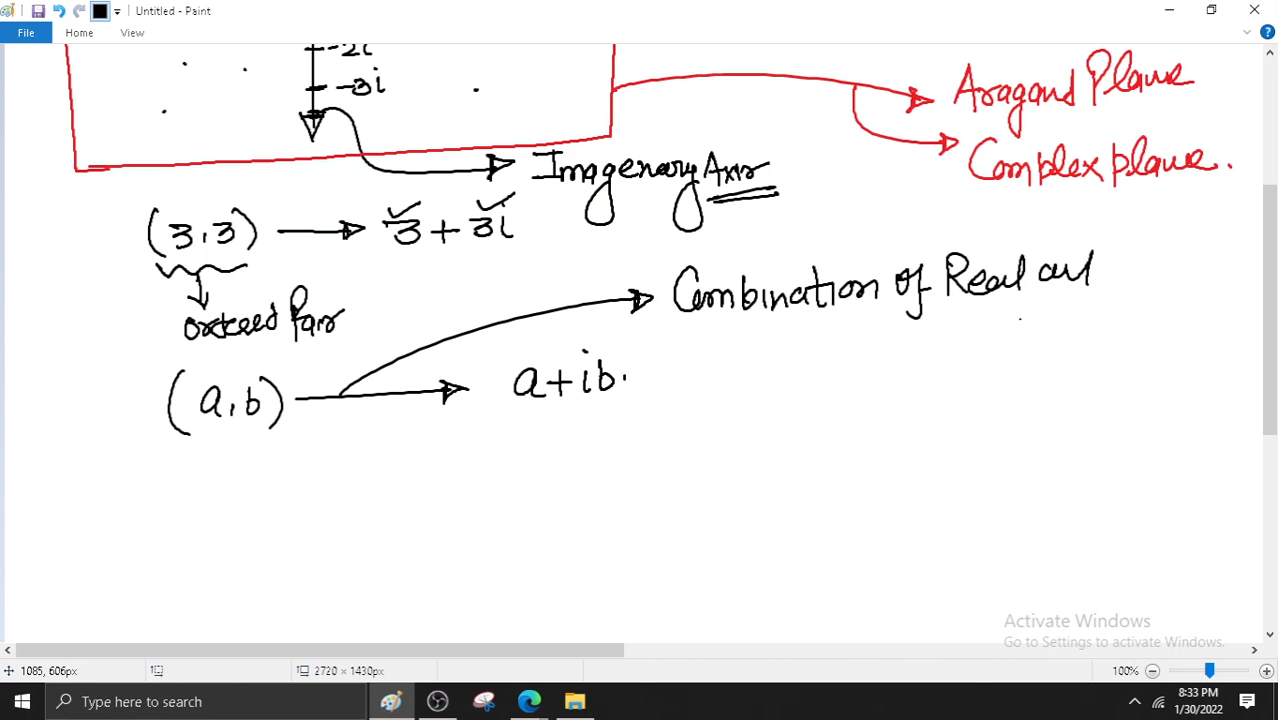 Untitled - Paint
File Home View
-2i
-3i
Aragand Plane
Complex plane.
Imagenary Axis
(3,3) → 3 + 3i
Combination of Real and
Pair
(a,b) → a+ib.
Activate Windows
Go to Settings to activate Windows.
1085, 606px
2720 × 1430px
100%
Type here to search
8:33 PM
1/30/2022